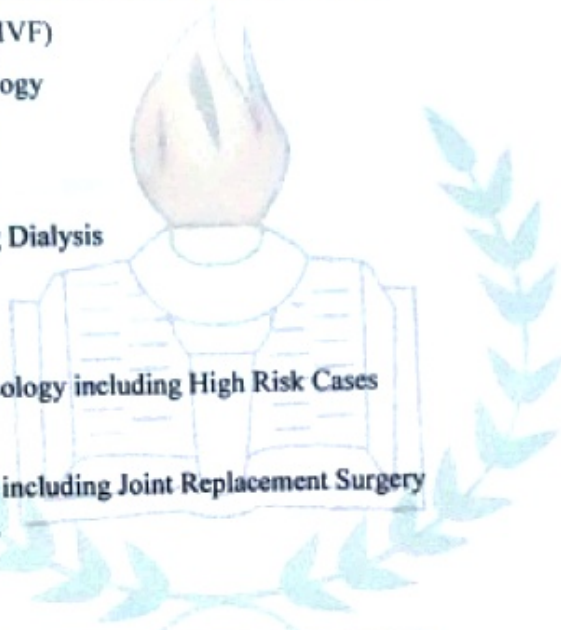 IVF)
ogy
Dialysis
ology including High Risk Cases
including Joint Replacement Surgery